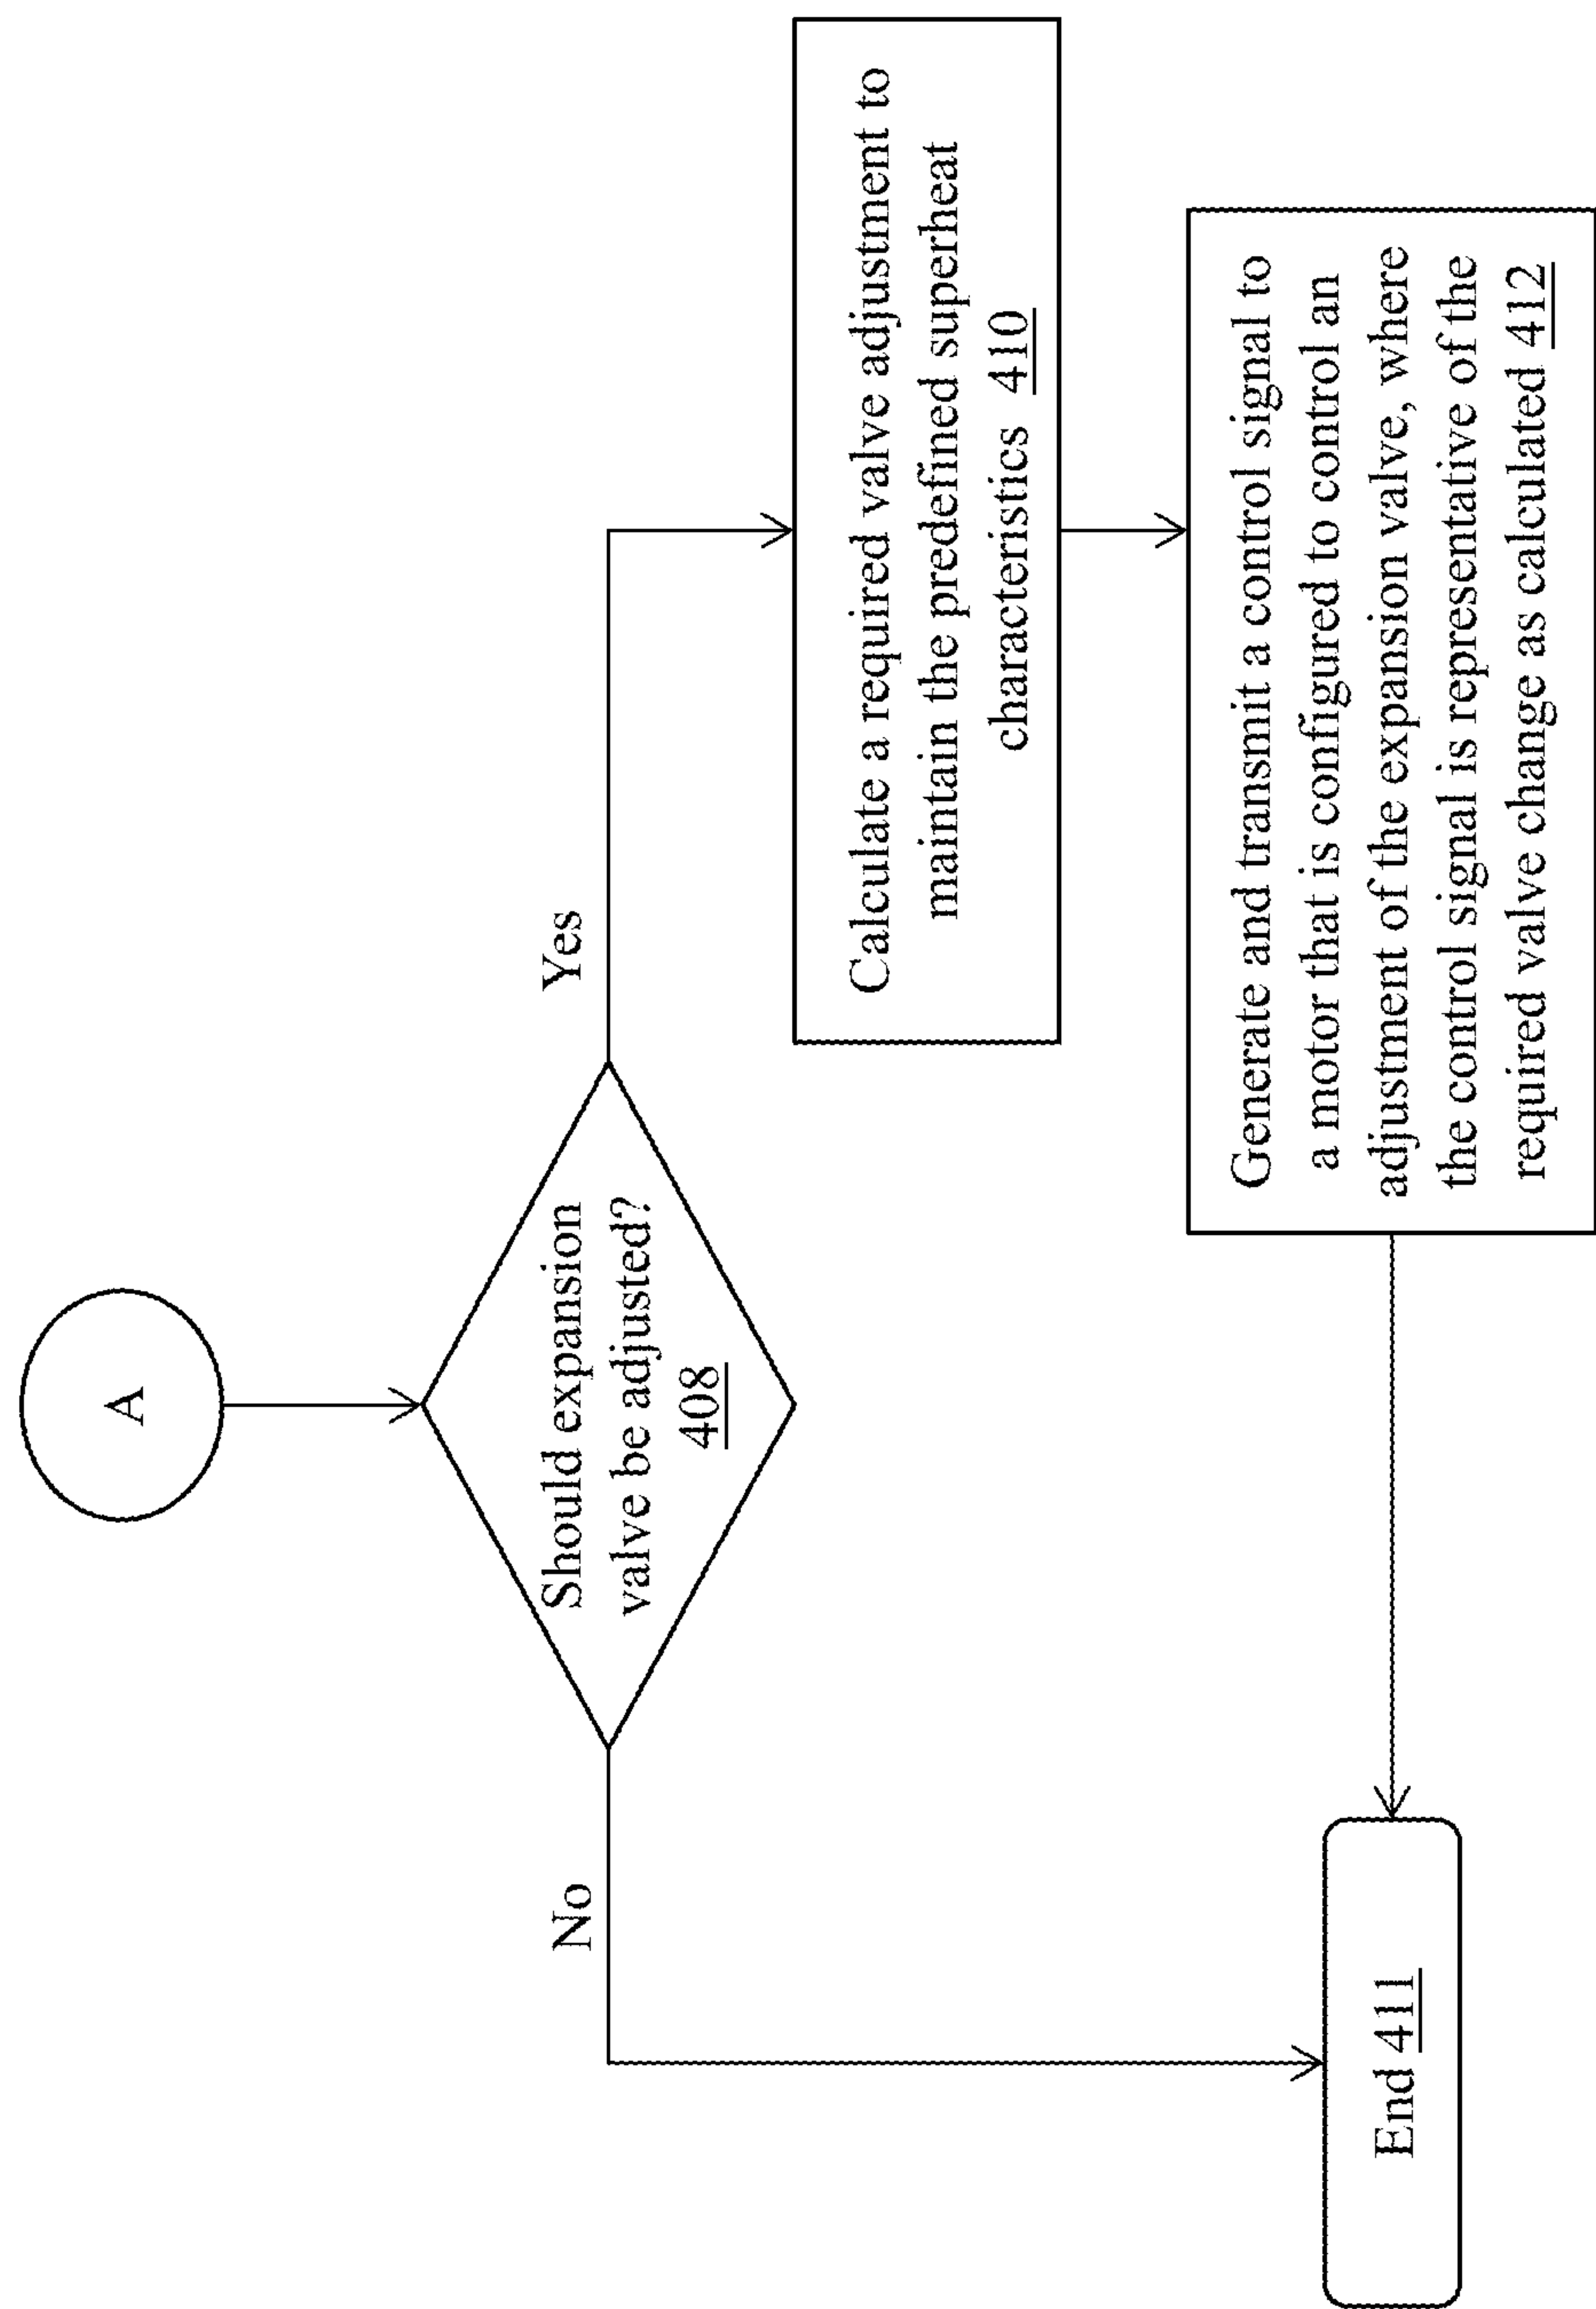 A
Should expansion
valve be adjusted?
408
No
Yes
Calculate a required valve adjustment to
maintain the predefined superheat
characteristics 410
Generate and transmit a control signal to
a motor that is configured to control an
adjustment of the expansion valve, where
the control signal is representative of the
required valve change as calculated 412
End 411